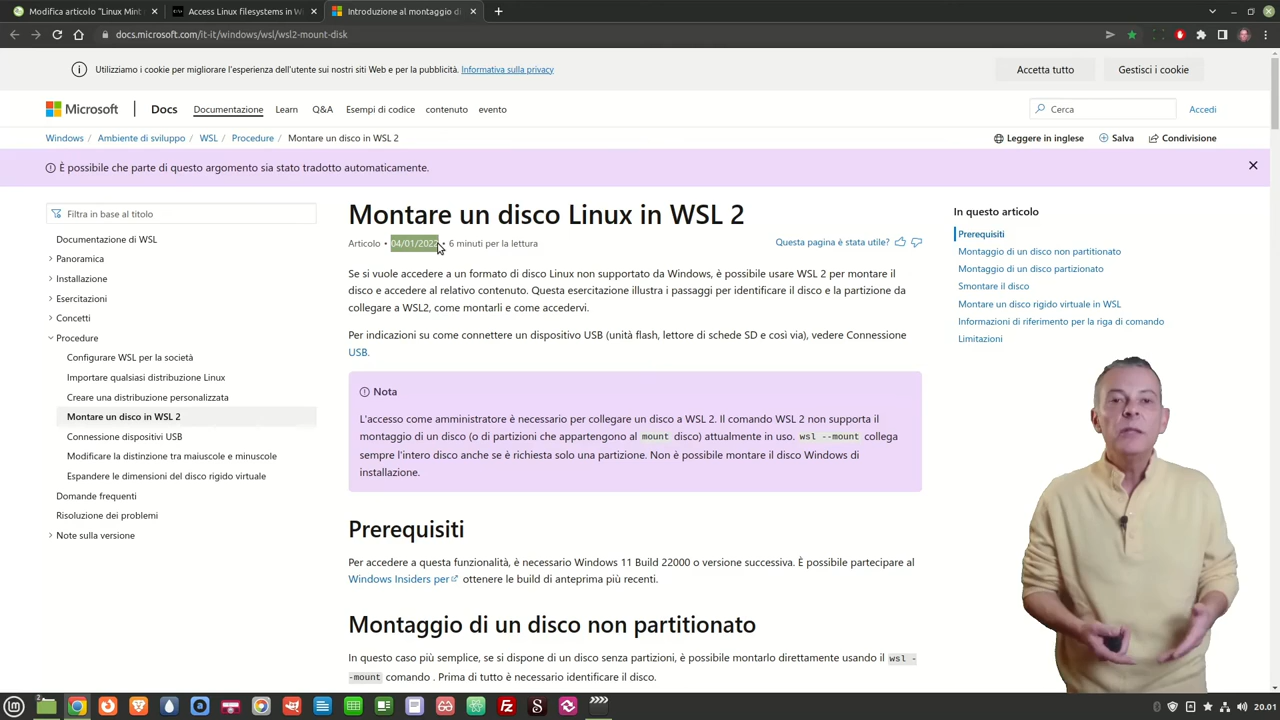 Modifica articolo "Linux Mint
Access Linux filesystems in Wi
Introduzione al montaggio di
docs.microsoft.com/it-it/windows/wsl/wsl2-mount-disk
Utilizziamo i cookie per migliorare l'esperienza dell'utente sui nostri siti Web e per la pubblicità. Informativa sulla privacy
Accetta tutto
Gestisci i cookie
Microsoft
Docs
Documentazione
Learn
Q&A
Esempi di codice
contenuto
evento
Cerca
Accedi
Windows / Ambiente di sviluppo / WSL / Procedure / Montare un disco in WSL 2
Leggere in inglese
Salva
Condivisione
È possibile che parte di questo argomento sia stato tradotto automaticamente.
Filtra in base al titolo
Documentazione di WSL
Panoramica
Installazione
Esercitazioni
Concetti
Procedure
Configurare WSL per la società
Importare qualsiasi distribuzione Linux
Creare una distribuzione personalizzata
Montare un disco in WSL 2
Connessione dispositivi USB
Modificare la distinzione tra maiuscole e minuscole
Espandere le dimensioni del disco rigido virtuale
Domande frequenti
Risoluzione dei problemi
Note sulla versione
Montare un disco Linux in WSL 2
Articolo • 04/01/2022 • 6 minuti per la lettura
Questa pagina è stata utile?
Se si vuole accedere a un formato di disco Linux non supportato da Windows, è possibile usare WSL 2 per montare il
disco e accedere al relativo contenuto. Questa esercitazione illustra i passaggi per identificare il disco e la partizione da
collegare a WSL2, come montarli e come accedervi.
Per indicazioni su come connettere un dispositivo USB (unità flash, lettore di schede SD e così via), vedere Connessione
USB.
Nota
L'accesso come amministratore è necessario per collegare un disco a WSL 2. Il comando WSL 2 non supporta il
montaggio di un disco (o di partizioni che appartengono al mount disco) attualmente in uso. wsl --mount collega
sempre l'intero disco anche se è richiesta solo una partizione. Non è possibile montare il disco Windows di
installazione.
Prerequisiti
Per accedere a questa funzionalità, è necessario Windows 11 Build 22000 o versione successiva. È possibile partecipare al
Windows Insiders per ottenere le build di anteprima più recenti.
Montaggio di un disco non partitionato
In questo caso più semplice, se si dispone di un disco senza partizioni, è possibile montarlo direttamente usando il wsl -
-mount comando . Prima di tutto è necessario identificare il disco.
In questo articolo
Prerequisiti
Montaggio di un disco non partitionato
Montaggio di un disco partizionato
Smontare il disco
Montare un disco rigido virtuale in WSL
Informazioni di riferimento per la riga di comando
Limitazioni
20.01